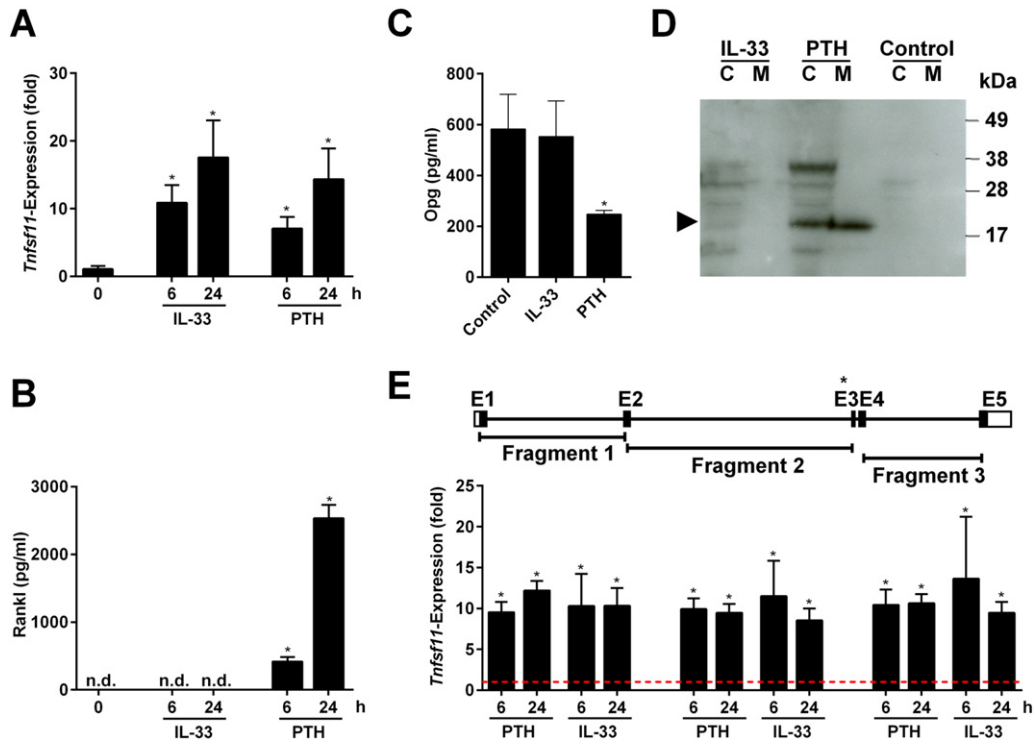 A
Tnfsf11-Expression (fold)
30
20
10
0
* * * *
0 6 24 6 24 h
IL-33 PTH
C
Opg (pg/ml)
800
600
400
200
0
*
Control IL-33 PTH
D
IL-33 PTH Control
C M C M C M
kDa
49
38
28
17
B
Rankl (pg/ml)
3000
2000
1000
0
n.d. n.d. n.d. * *
0 6 24 6 24 h
IL-33 PTH
E
*
E1 E2 E3 E4 E5
Fragment 1
Fragment 2
Fragment 3
Tnfsf11-Expression (fold)
25
20
15
10
5
0
* * * * * * * * * * * *
6 24 6 24 6 24 6 24 6 24 6 24 h
PTH IL-33 PTH IL-33 PTH IL-33